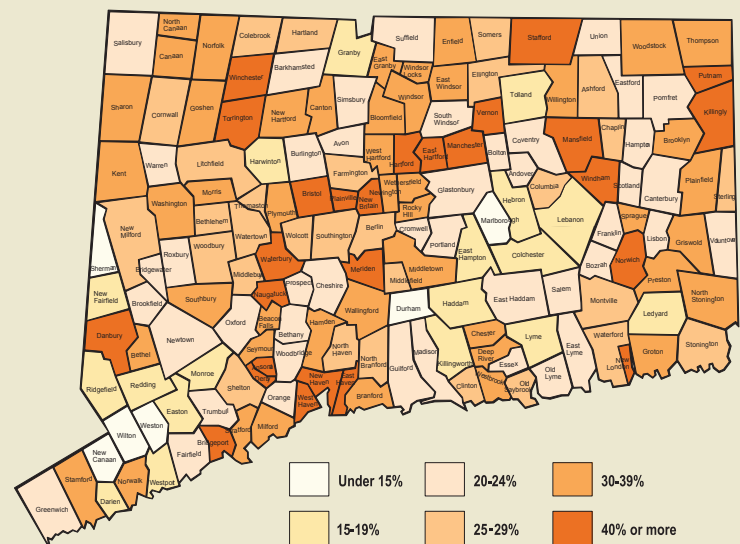 North
Canaan
Colebrook
Hartland
Suffield
Enfield
Somers
Stafford
Union
Woodstock
Thompson
Salisbury
Canaan
Norfolk
Granby
East
Granby
Windsor
Locks
Winchester
Barkhamsted
East
Windsor
Ellington
Tolland
Willington
Ashford
Eastford
Pomfret
Putnam
Killingly
Sharon
Cornwall
Goshen
Torrington
New
Hartford
Canton
Simsbury
Bloomfield
Windsor
South
Windsor
Vernon
Coventry
Mansfield
Chaplin
Hampton
Brooklyn
Kent
Warren
Litchfield
Harwinton
Burlington
Avon
Farmington
West
Hartford
Hartford
East
Hartford
Manchester
Bolton
Andover
Columbia
Windham
Scotland
Canterbury
Plainfield
Sterling
Washington
Morris
Bethlehem
Thomaston
Watertown
Plymouth
Bristol
Plainville
New
Britain
Newington
Wethersfield
Rocky
Hill
Glastonbury
Hebron
Marlborough
Lebanon
Franklin
Sprague
Lisbon
Griswold
Voluntown
New
Milford
Roxbury
Woodbury
Wolcott
Southington
Berlin
Cromwell
Portland
East
Hampton
Colchester
Bozrah
Norwich
Preston
North
Stonington
Sherman
Bridgewater
Middlebury
Waterbury
Prospect
Cheshire
Meriden
Middletown
Middlefield
New
Fairfield
Brookfield
Southbury
Naugatuck
Oxford
Beacon
Falls
Bethany
Hamden
Wallingford
Durham
Haddam
East
Haddam
Salem
Montville
Ledyard
Danbury
Bethel
Newtown
Seymour
Woodbridge
North
Haven
North
Branford
Guilford
Madison
Killingworth
Chester
Deep
River
Essex
Lyme
East
Lyme
Waterford
New
London
Groton
Stonington
Ridgefield
Redding
Monroe
Shelton
Ansonia
Derby
Orange
New
Haven
West
Haven
East
Haven
Branford
Clinton
Westbrook
Old
Saybrook
Old
Lyme
Wilton
Weston
Easton
Trumbull
Stratford
Milford
New
Canaan
Bridgeport
Fairfield
Greenwich
Stamford
Darien
Norwalk
Westpot
Under 15%
20-24%
30-39%
15-19%
25-29%
40% or more